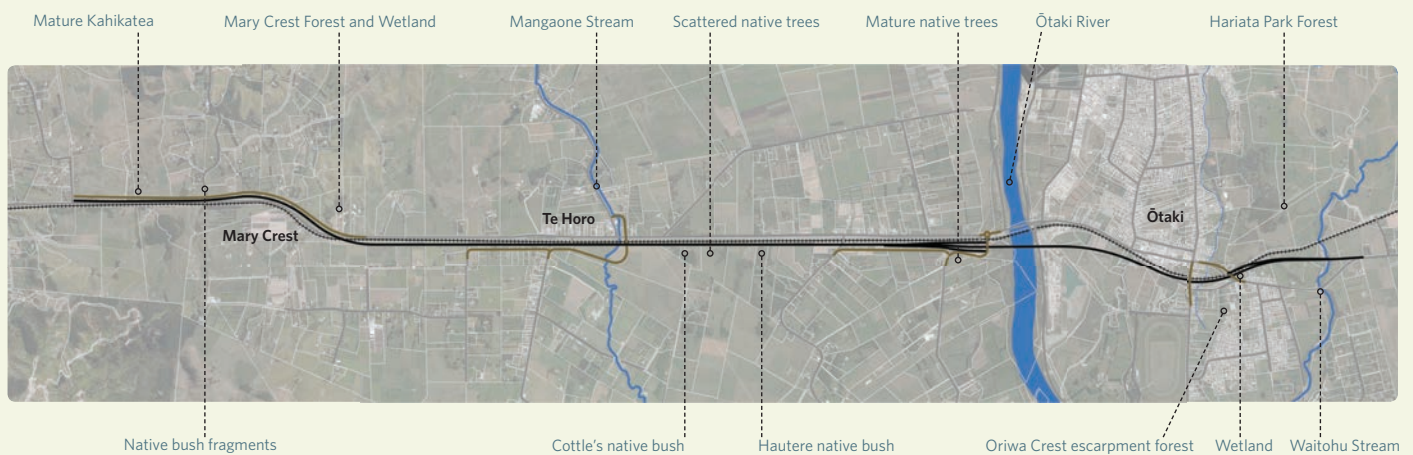 Mature Kahikatea
Mary Crest Forest and Wetland
Mangaone Stream
Scattered native trees
Mature native trees
Ōtaki River
Hariata Park Forest
Te Horo
Ōtaki
Mary Crest
Native bush fragments
Cottle's native bush
Hautere native bush
Oriwa Crest escarpment forest
Wetland
Waitohu Stream